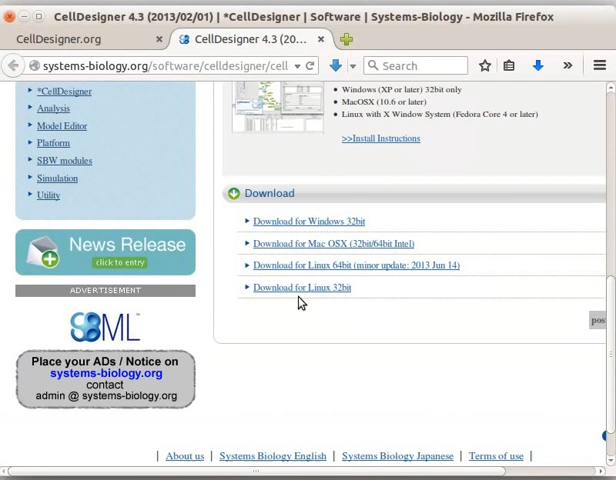 CellDesigner 4.3 (2013/02/01) | *CellDesigner | Software | Systems-Biology - Mozilla Firefox
CellDesigner.org
CellDesigner 4.3 (20...
systems-biology.org/software/celldesigner/cell
Search
*CellDesigner
Analysis
Model Editor
Platform
SBW modules
Simulation
Utility
News Release
click to entry
ADVERTISEMENT
SBML
Place your ADs / Notice on
systems-biology.org
contact
admin @ systems-biology.org
Windows (XP or later) 32bit only
MacOSX (10.6 or later)
Linux with X Window System (Fedora Core 4 or later)
>>Install Instructions
Download
Download for Windows 32bit
Download for Mac OSX (32bit/64bit Intel)
Download for Linux 64bit (minor update: 2013 Jun 14)
Download for Linux 32bit
pos
| About us | Systems Biology English | Systems Biology Japanese | Terms of use |